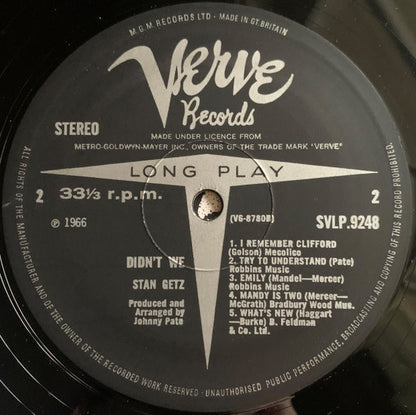 M.G.M RECORDS LTD · MADE IN GT. BRITAIN
Verve
Records
STEREO
MADE UNDER LICENCE FROM
METRO-GOLDWYN-MAYER INC., OWNERS OF THE TRADE MARK "VERVE"
LONG PLAY
2
33⅓ r.p.m.
2
℗ 1966
(V6-8780B)
SVLP.9248
DIDN'T WE
STAN GETZ
Produced and
Arranged by
Johnny Pate
1. I REMEMBER CLIFFORD
(Golson) Mecolico
2. TRY TO UNDERSTAND (Pate)
Robbins Music
3. EMILY (Mandel—Mercer)
Robbins Music
4. MANDY IS TWO (Mercer—
McGrath) Bradbury Wood Mus.
5. WHAT'S NEW (Haggart
—Burke) B. Feldman
& Co. Ltd.
ALL RIGHTS OF THE MANUFACTURER, AND OF THE OWNER OF THE RECORDED WORK RESERVED · UNAUTHORISED PUBLIC PERFORMANCE, BROADCASTING AND COPYING OF THIS RECORD PROHIBITED.